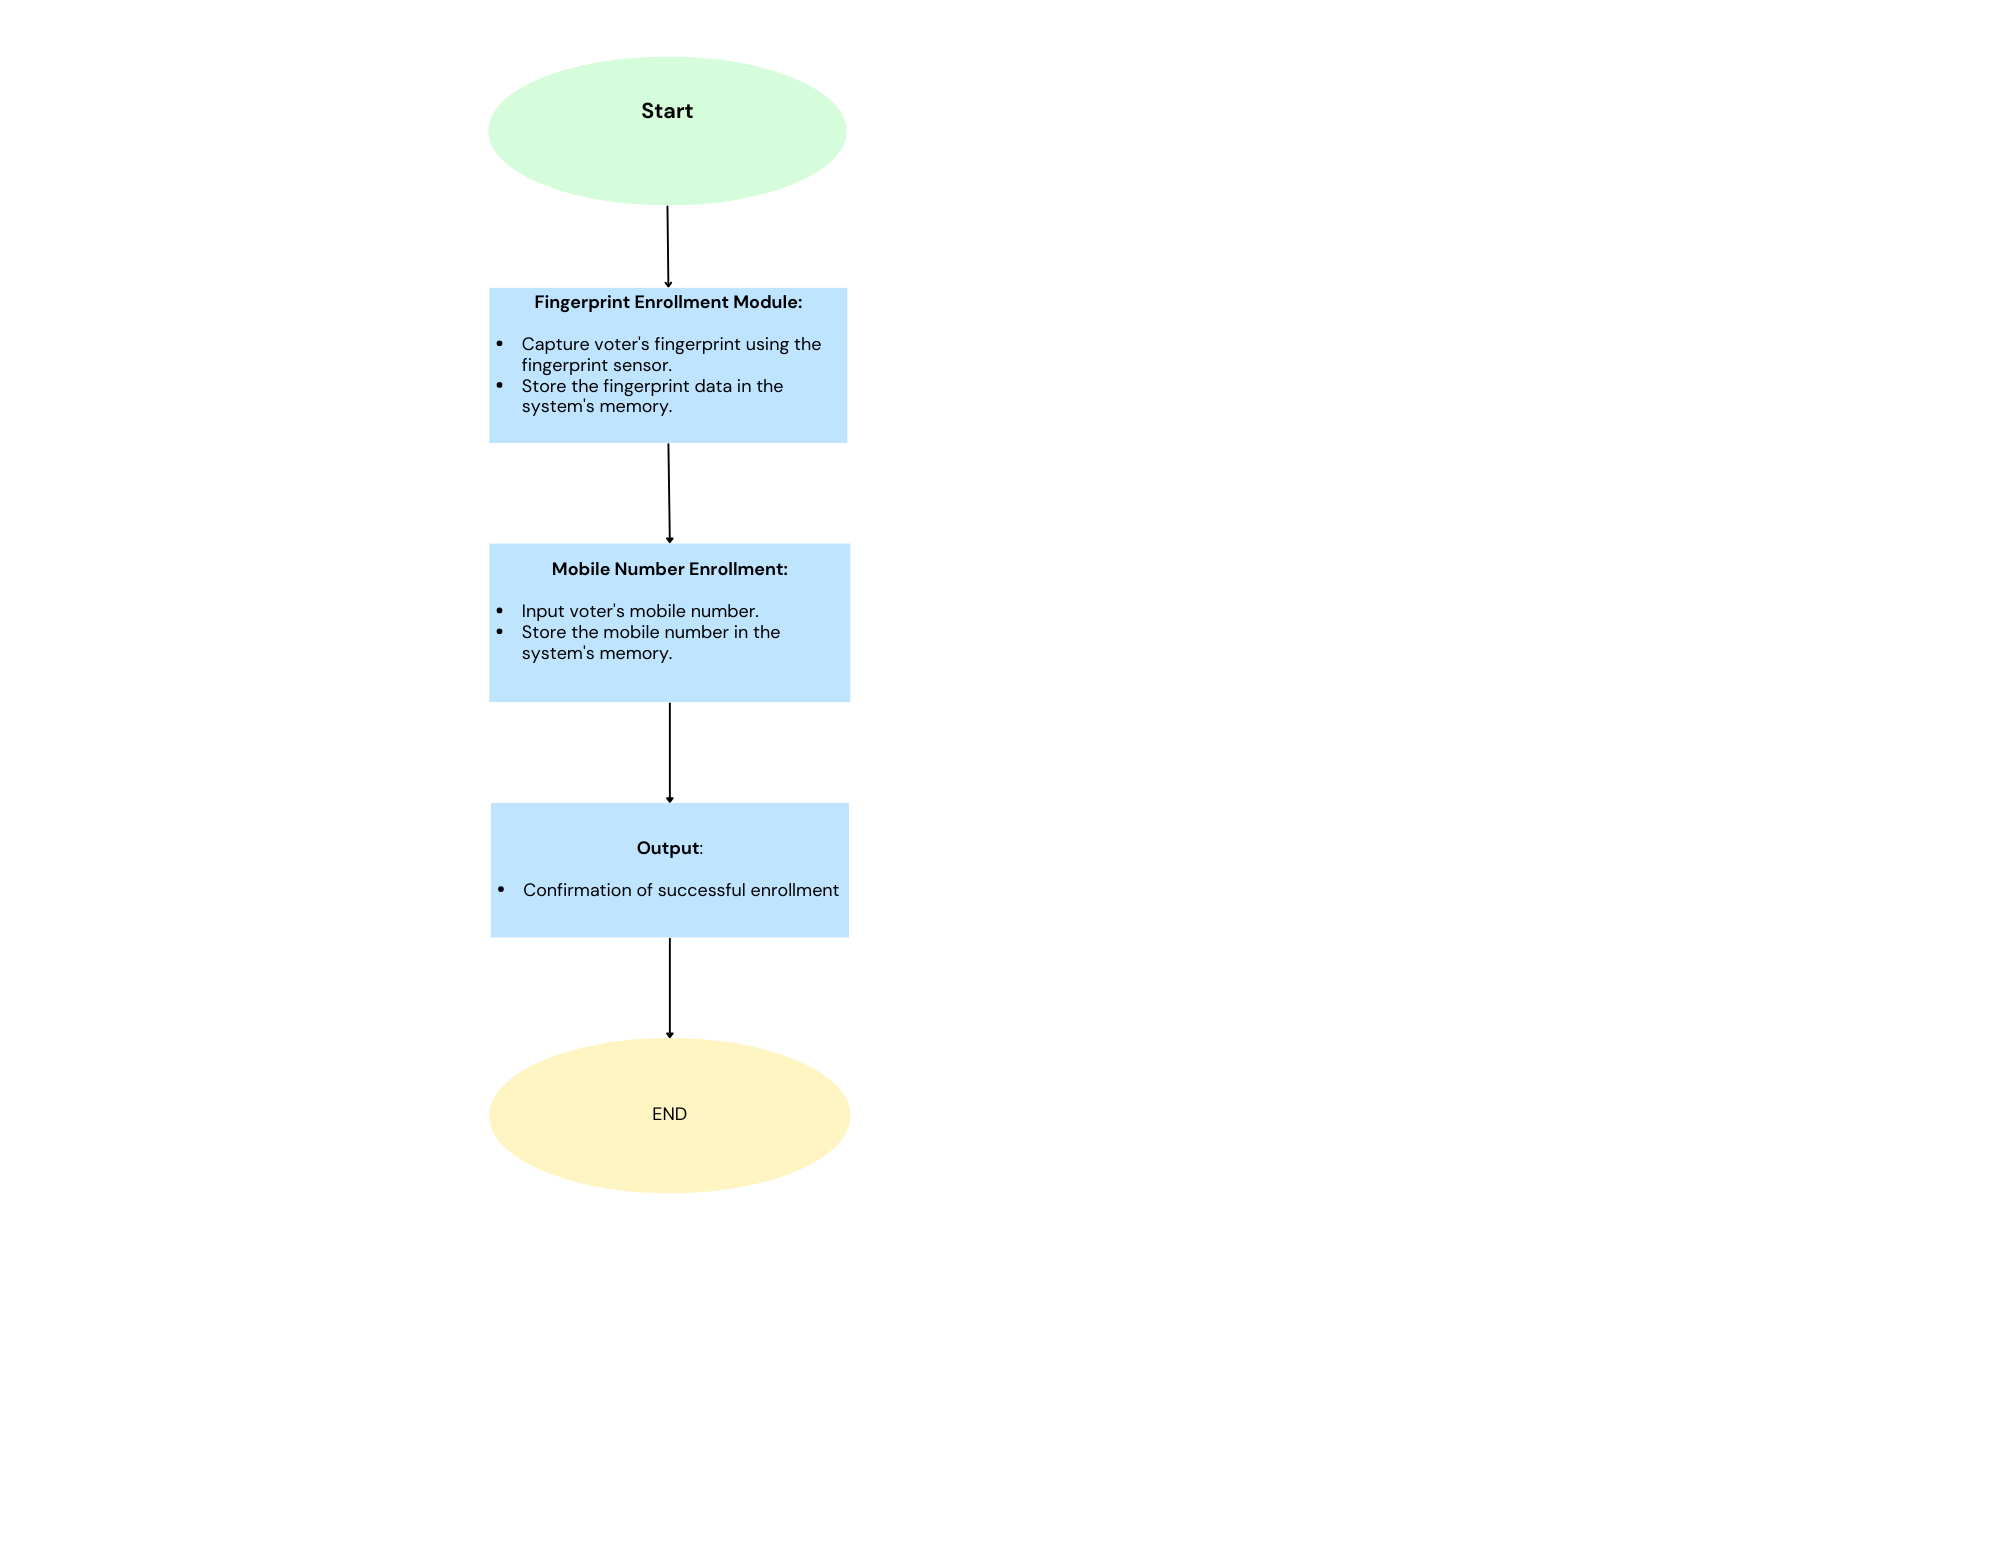 Start
Fingerprint Enrollment Module:
• Capture voter's fingerprint using the
fingerprint sensor.
• Store the fingerprint data in the
system's memory.
Mobile Number Enrollment:
• Input voter's mobile number.
• Store the mobile number in the
system's memory.
Output:
• Confirmation of successful enrollment
END